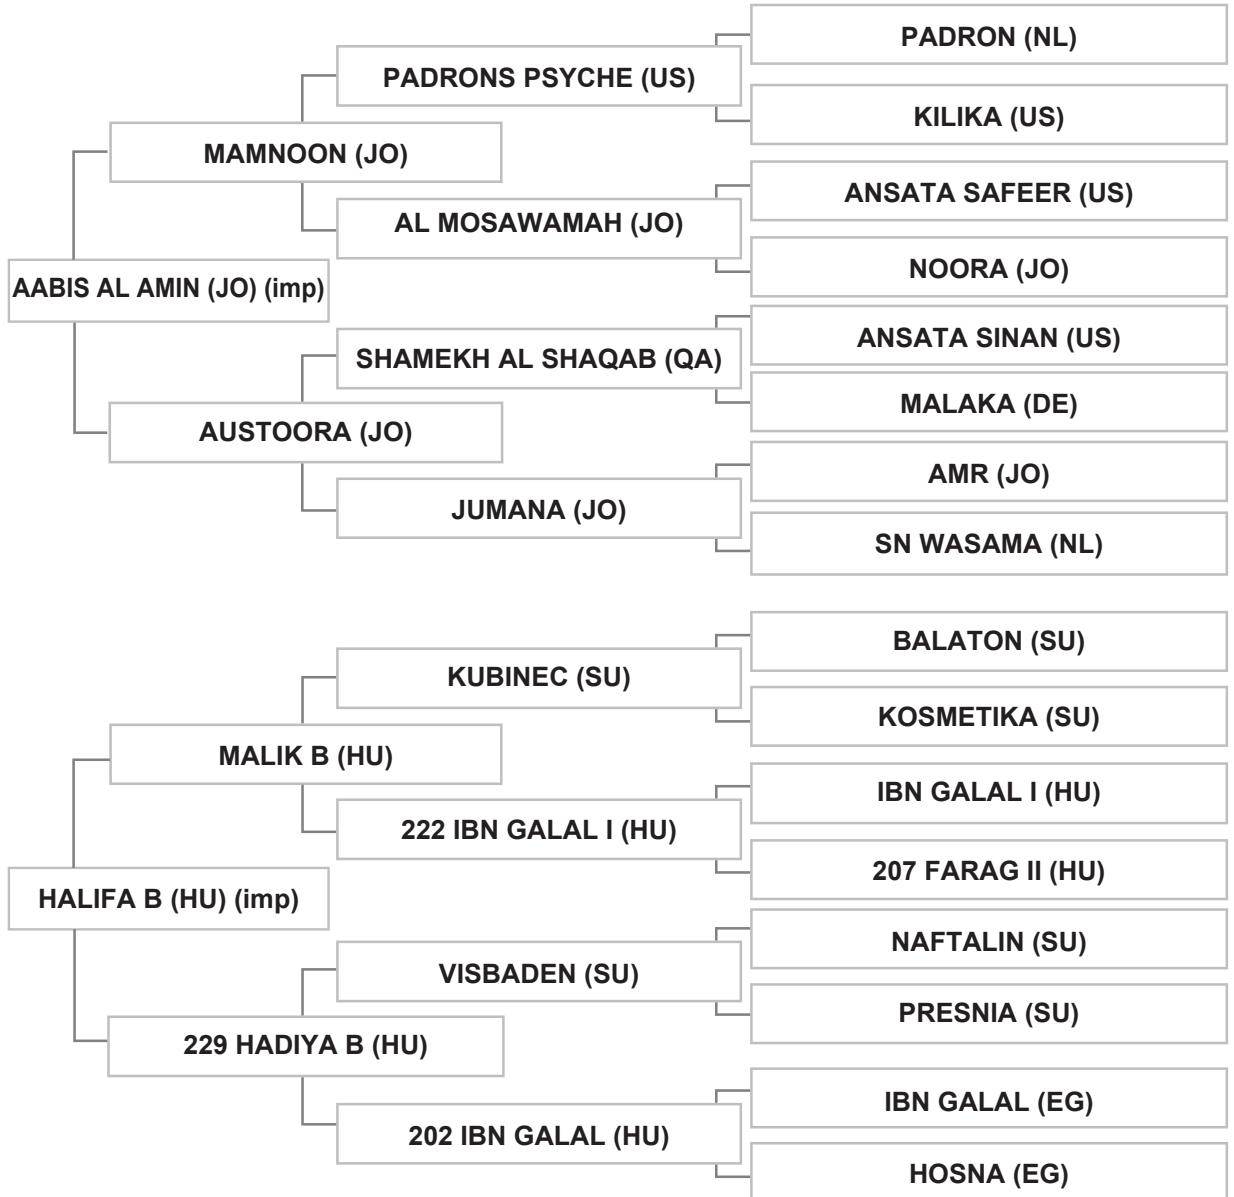 PADRON (NL)
PADRONS PSYCHE (US)
KILIKA (US)
MAMNOON (JO)
ANSATA SAFEER (US)
AL MOSAWAMAH (JO)
NOORA (JO)
AABIS AL AMIN (JO) (imp)
ANSATA SINAN (US)
SHAMEKH AL SHAQAB (QA)
MALAKA (DE)
AUSTOORA (JO)
AMR (JO)
JUMANA (JO)
SN WASAMA (NL)
BALATON (SU)
KUBINEC (SU)
KOSMETIKA (SU)
MALIK B (HU)
IBN GALAL I (HU)
222 IBN GALAL I (HU)
207 FARAG II (HU)
HALIFA B (HU) (imp)
NAFTALIN (SU)
VISBADEN (SU)
PRESNIA (SU)
229 HADIYA B (HU)
IBN GALAL (EG)
202 IBN GALAL (HU)
HOSNA (EG)